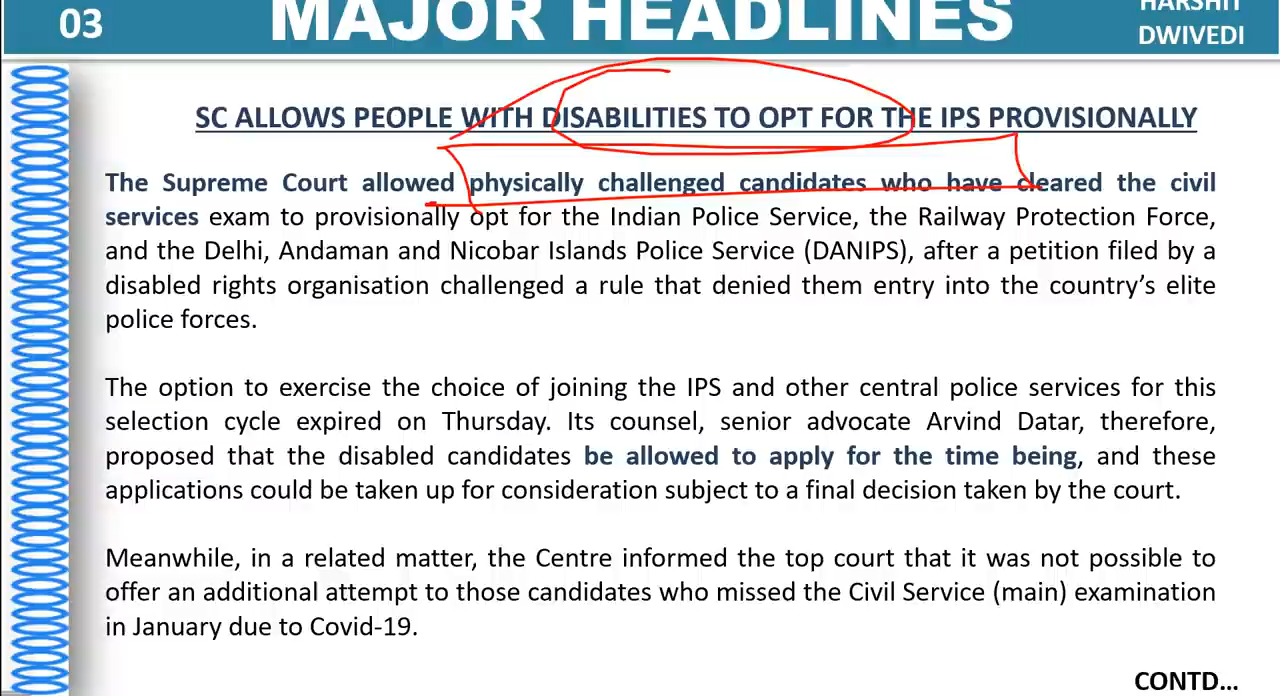 03
MAJOR HEADLINES
HARSHIT
DWIVEDI
SC ALLOWS PEOPLE WITH DISABILITIES TO OPT FOR THE IPS PROVISIONALLY
The Supreme Court allowed physically challenged candidates who have cleared the civil
services exam to provisionally opt for the Indian Police Service, the Railway Protection Force,
and the Delhi, Andaman and Nicobar Islands Police Service (DANIPS), after a petition filed by a
disabled rights organisation challenged a rule that denied them entry into the country’s elite
police forces.
The option to exercise the choice of joining the IPS and other central police services for this
selection cycle expired on Thursday. Its counsel, senior advocate Arvind Datar, therefore,
proposed that the disabled candidates be allowed to apply for the time being, and these
applications could be taken up for consideration subject to a final decision taken by the court.
Meanwhile, in a related matter, the Centre informed the top court that it was not possible to
offer an additional attempt to those candidates who missed the Civil Service (main) examination
in January due to Covid-19.
CONTD...